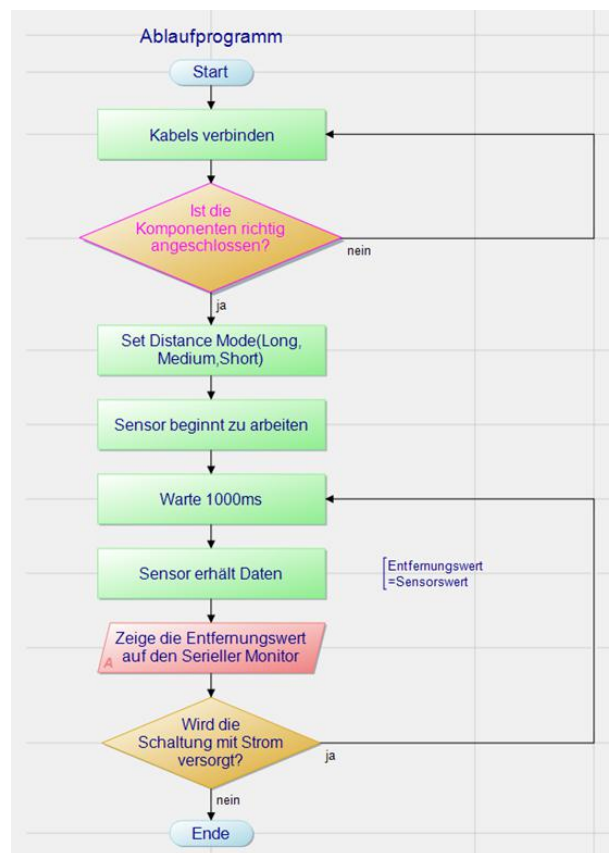 Ablaufprogramm
Start
Kabels verbinden
Ist die
Komponenten richtig
angeschlossen?
nein
ja
Set Distance Mode(Long,
Medium,Short)
Sensor beginnt zu arbeiten
Warte 1000ms
Sensor erhält Daten
Entfernungswert
=Sensorswert
Zeige die Entfernungswert
auf den Serieller Monitor
A
Wird die
Schaltung mit Strom
versorgt?
ja
nein
Ende